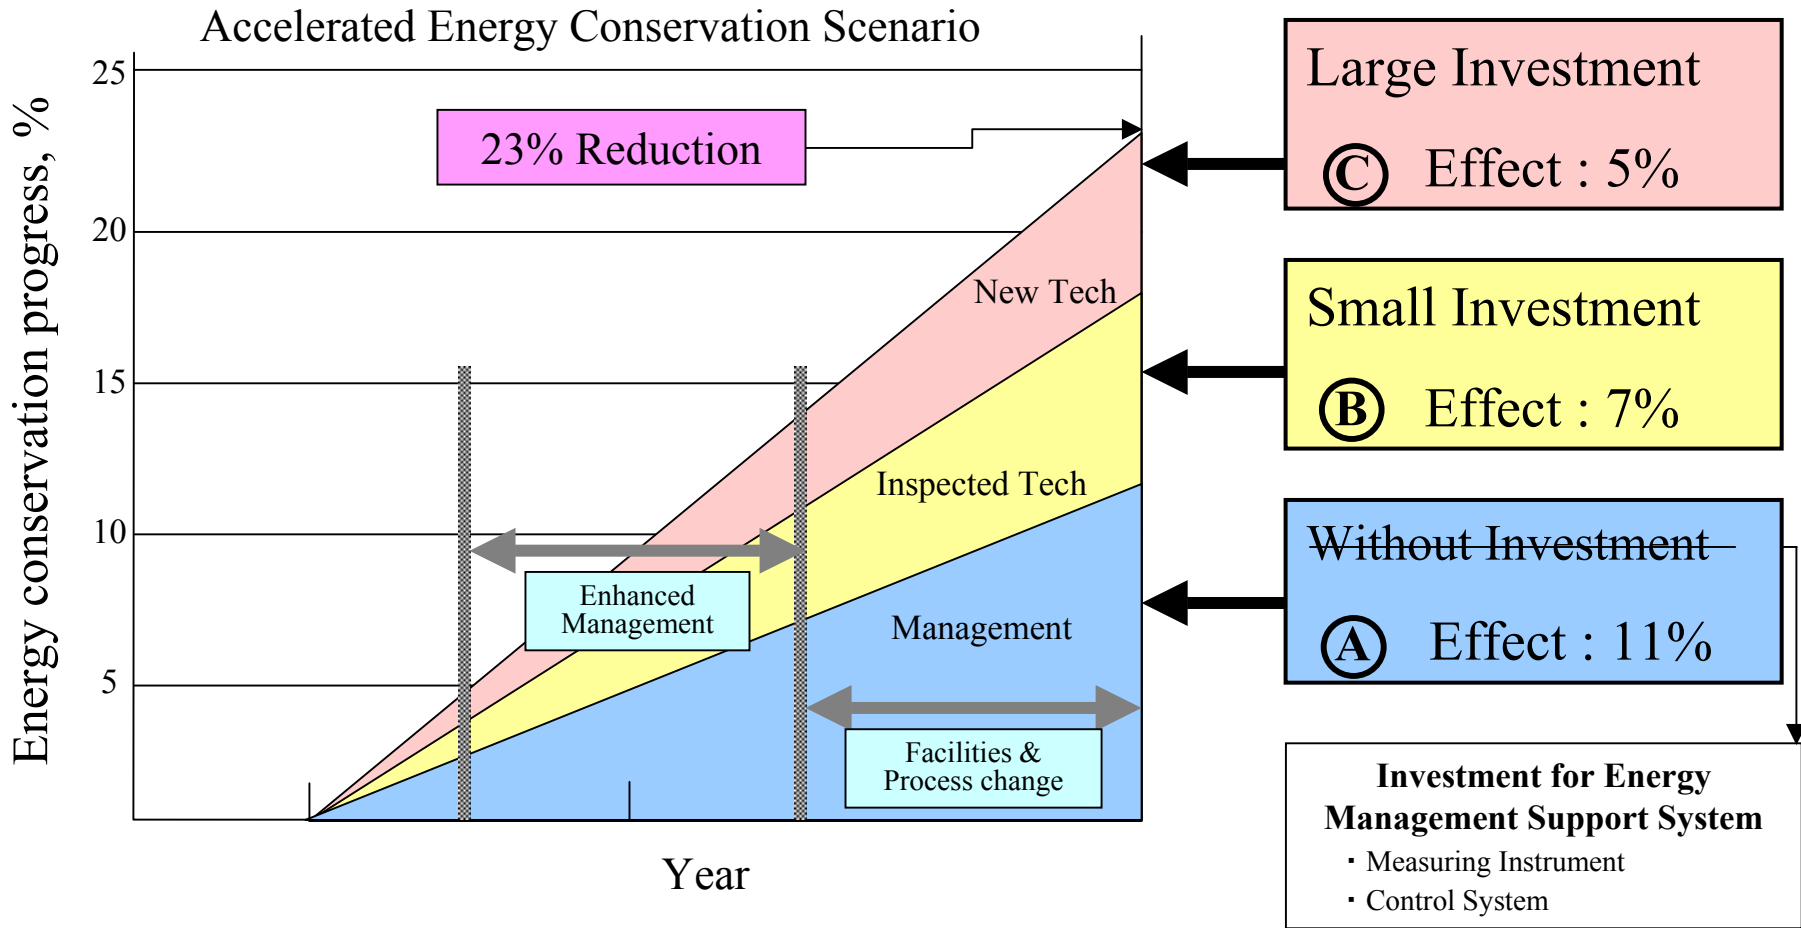 Accelerated Energy Conservation Scenario
Energy conservation progress, %
25
20
15
10
5
23% Reduction
New Tech
Inspected Tech
Management
Enhanced
Management
Facilities &
Process change
Year
Large Investment
C Effect : 5%
Small Investment
B Effect : 7%
Without Investment
A Effect : 11%
Investment for Energy
Management Support System
・Measuring Instrument
・Control System